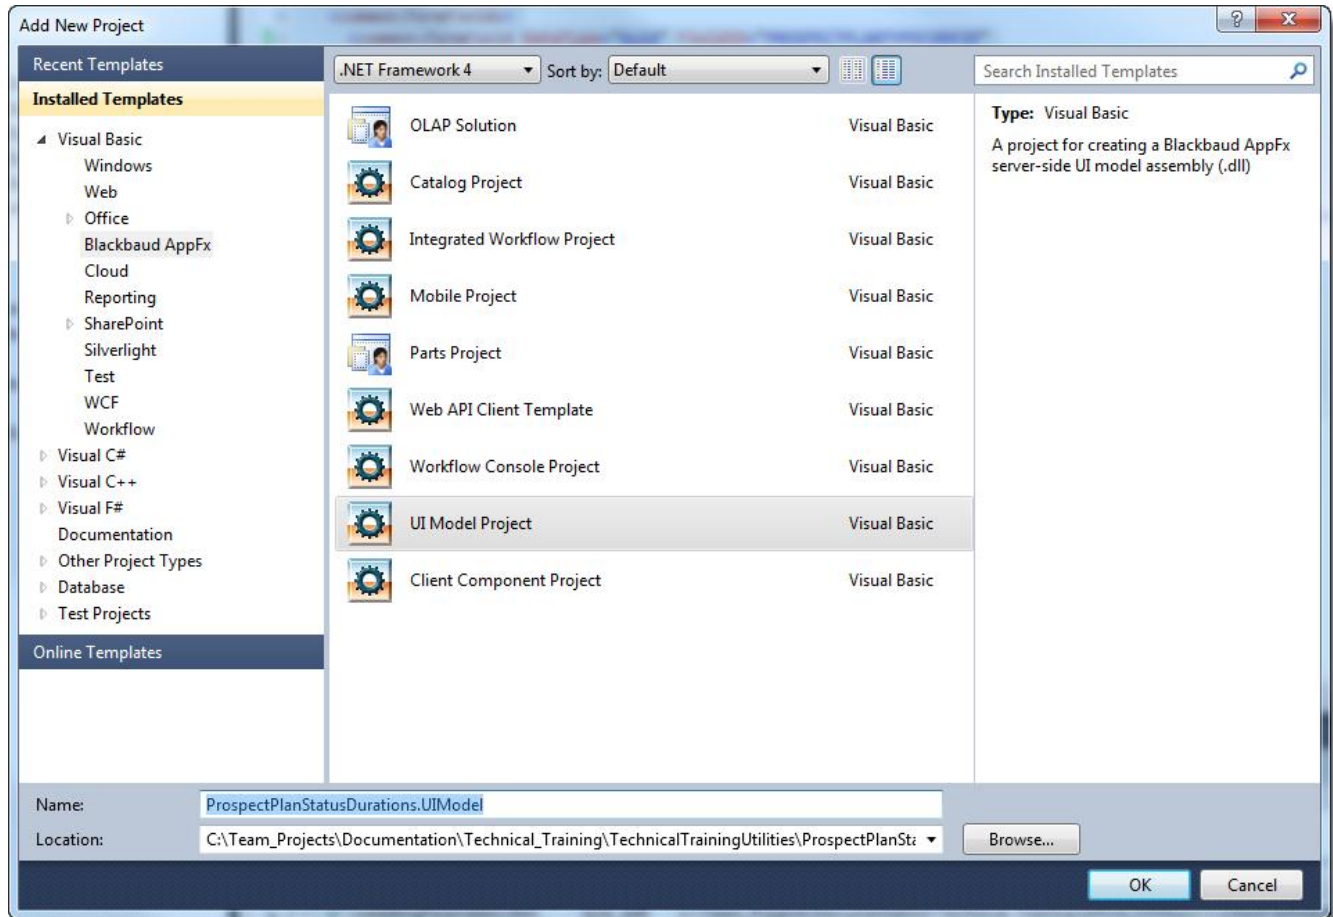 Add New Project
Recent Templates
Installed Templates
Visual Basic
Windows
Web
Office
Blackbaud AppFx
Cloud
Reporting
SharePoint
Silverlight
Test
WCF
Workflow
Visual C#
Visual C++
Visual F#
Documentation
Other Project Types
Database
Test Projects
Online Templates
.NET Framework 4
Sort by: Default
OLAP Solution Visual Basic
Catalog Project Visual Basic
Integrated Workflow Project Visual Basic
Mobile Project Visual Basic
Parts Project Visual Basic
Web API Client Template Visual Basic
Workflow Console Project Visual Basic
UI Model Project Visual Basic
Client Component Project Visual Basic
Search Installed Templates
Type: Visual Basic
A project for creating a Blackbaud AppFx
server-side UI model assembly (.dll)
Name: ProspectPlanStatusDurations.UIModel
Location: C:\Team_Projects\Documentation\Technical_Training\TechnicalTrainingUtilities\ProspectPlanSta
Browse...
OK Cancel